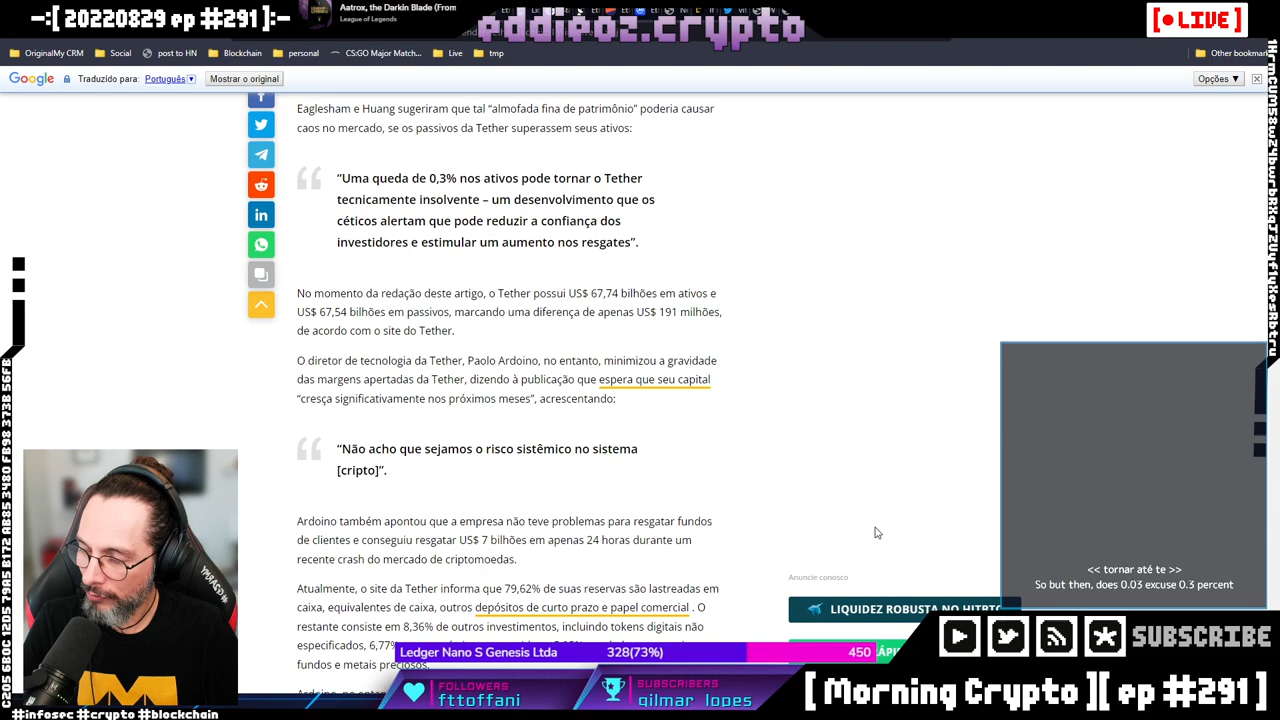 -:[ 20220829 ep #291 ]:-
Aatrox, the Darkin Blade (From
League of Legends
eddieoz.crypto
[● LIVE ]
OriginalMy CRM
Social
post to HN
Blockchain
personal
CS:GO Major Match...
Live
tmp
Other bookmar
Google
Traduzido para:
Português
Mostrar o original
Opções ▼
Eaglesham e Huang sugeriram que tal “almofada fina de patrimônio” poderia causar
caos no mercado, se os passivos da Tether superassem seus ativos:
“Uma queda de 0,3% nos ativos pode tornar o Tether
tecnicamente insolvente – um desenvolvimento que os
céticos alertam que pode reduzir a confiança dos
investidores e estimular um aumento nos resgates”.
No momento da redação deste artigo, o Tether possui US$ 67,74 bilhões em ativos e
US$ 67,54 bilhões em passivos, marcando uma diferença de apenas US$ 191 milhões,
de acordo com o site do Tether.
O diretor de tecnologia da Tether, Paolo Ardoino, no entanto, minimizou a gravidade
das margens apertadas da Tether, dizendo à publicação que espera que seu capital
“cresça significativamente nos próximos meses”, acrescentando:
“Não acho que sejamos o risco sistêmico no sistema
[cripto]”.
Ardoino também apontou que a empresa não teve problemas para resgatar fundos
de clientes e conseguiu resgatar US$ 7 bilhões em apenas 24 horas durante um
recente crash do mercado de criptomoedas.
Atualmente, o site da Tether informa que 79,62% de suas reservas são lastreadas em
caixa, equivalentes de caixa, outros depósitos de curto prazo e papel comercial . O
restante consiste em 8,36% de outros investimentos, incluindo tokens digitais não
especificados, 6,77%
fundos e metais preciosos.
Anuncie conosco
LIQUIDEZ ROBUSTA NO HITBTC
<< tornar até te >>
So but then, does 0.03 excuse 0.3 percent
SUBSCRIBE
Ledger Nano S Genesis Ltda
328(73%)
450
FOLLOWERS
fttoffani
SUBSCRIBERS
gilmar_lopes
[ Morning Crypto ][ ep #291 ]
#infosec #crypto #blockchain